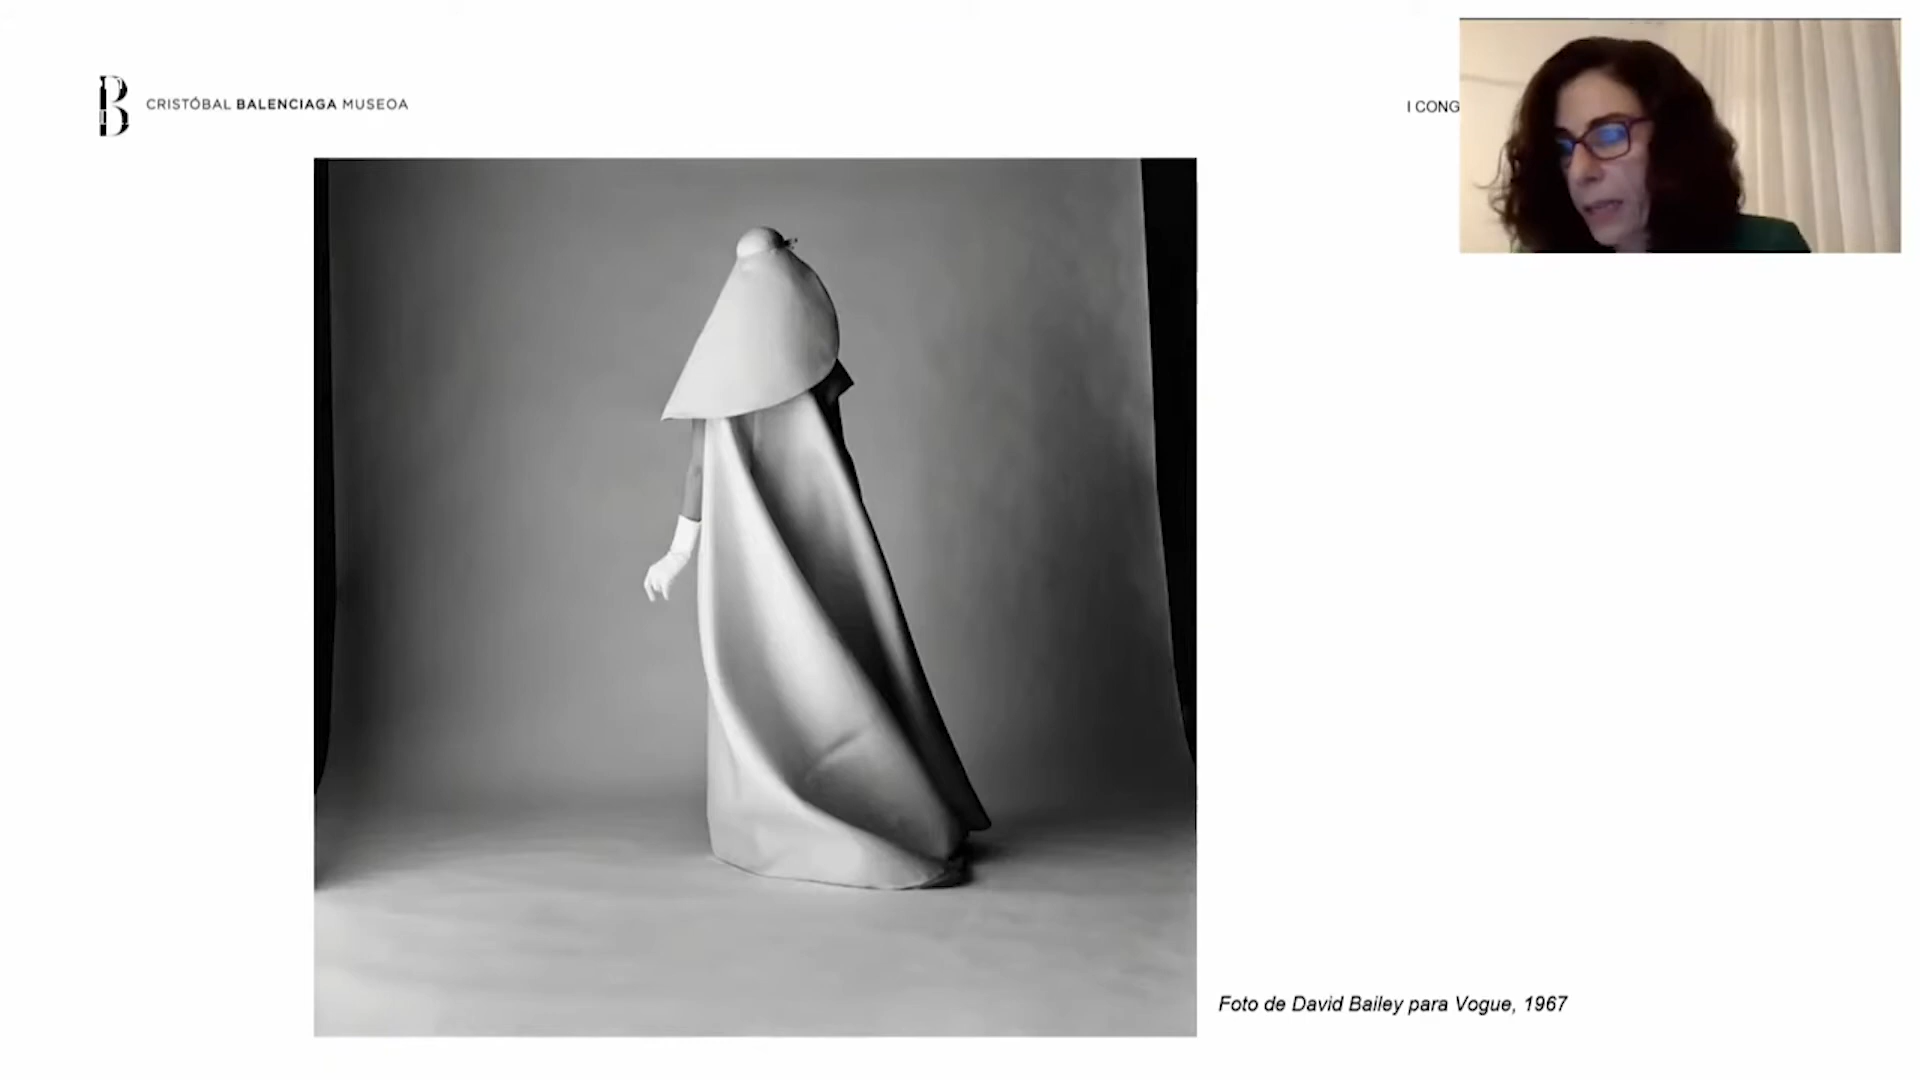 B CRISTÓBAL BALENCIAGA MUSEOA
I CONG
Foto de David Bailey para Vogue, 1967